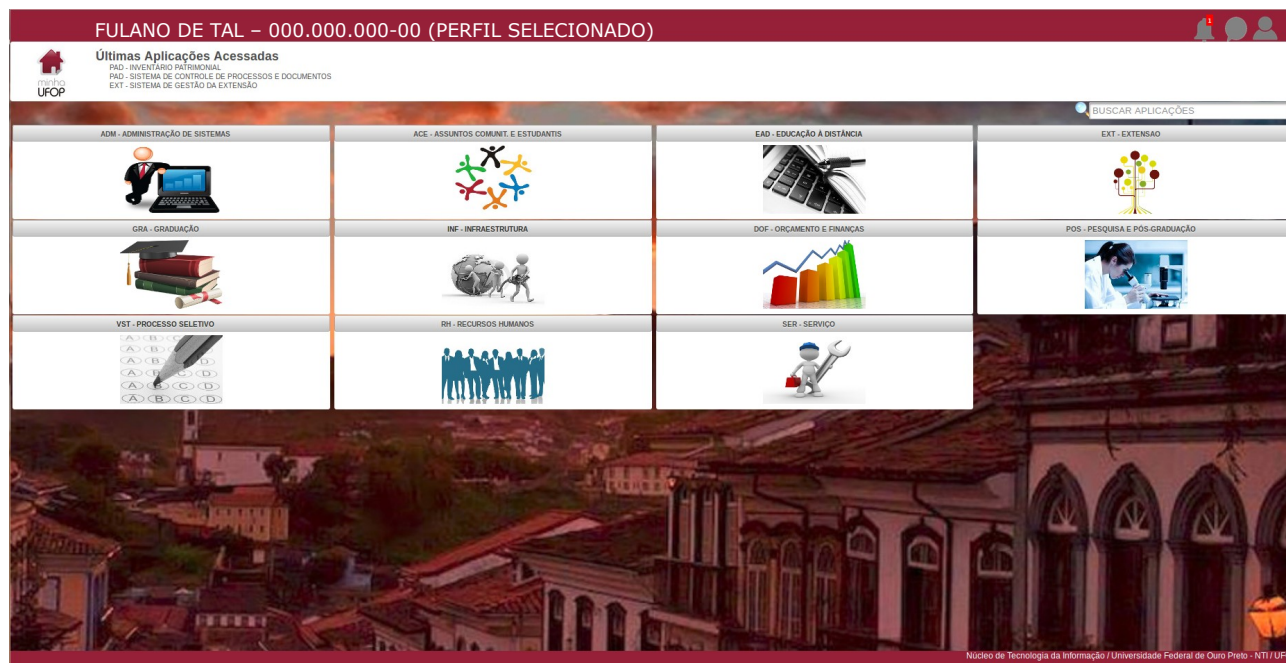 FULANO DE TAL – 000.000.000-00 (PERFIL SELECIONADO)
1
minha
UFOP
Últimas Aplicações Acessadas
PAD - INVENTÁRIO PATRIMONIAL
PAD - SISTEMA DE CONTROLE DE PROCESSOS E DOCUMENTOS
EXT - SISTEMA DE GESTÃO DA EXTENSÃO
BUSCAR APLICAÇÕES
ADM - ADMINISTRAÇÃO DE SISTEMAS
ACE - ASSUNTOS COMUNIT. E ESTUDANTIS
EAD - EDUCAÇÃO À DISTÂNCIA
EXT - EXTENSAO
GRA - GRADUAÇÃO
INF - INFRAESTRUTURA
DOF - ORÇAMENTO E FINANÇAS
POS - PESQUISA E PÓS-GRADUAÇÃO
VST - PROCESSO SELETIVO
RH - RECURSOS HUMANOS
SER - SERVIÇO
A B C D
A B
A B D
A B C D
A B C D
Núcleo de Tecnologia da Informação / Universidade Federal de Ouro Preto - NTI / UF